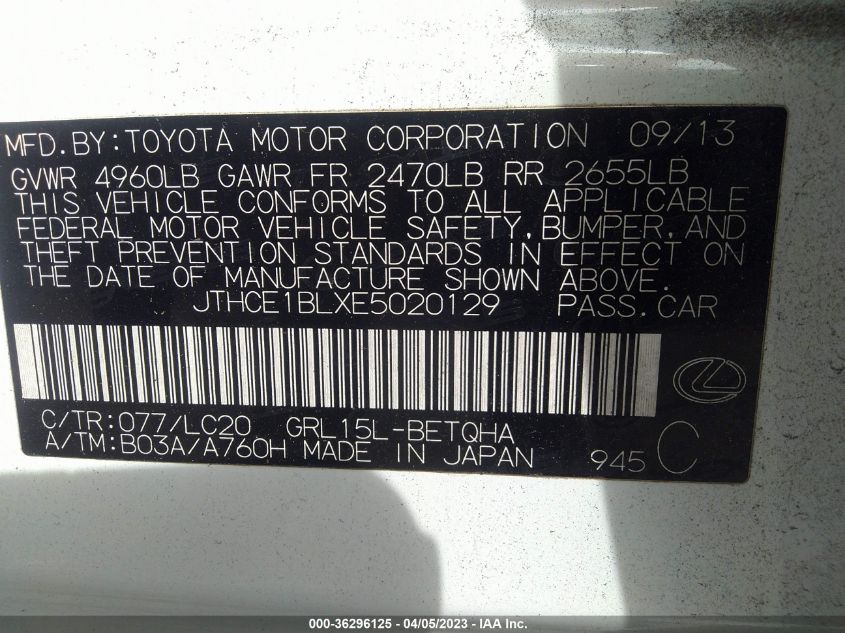 MFD.BY:TOYOTA MOTOR CORPORATION 09/13
GVWR 4960LB GAWR FR 2470LB RR 2655LB
THIS VEHICLE CONFORMS TO ALL APPLICABLE
FEDERAL MOTOR VEHICLE SAFETY, BUMPER, AND
THEFT PREVENTION STANDARDS IN EFFECT ON
THE DATE OF MANUFACTURE SHOWN ABOVE.
JTHCE1BLXE5020129 PASS.CAR
C/TR:077/LC20 GRL15L-BETQHA
A/TM:B03A/A760H MADE IN JAPAN 945 C
000-36296125 - 04/05/2023 - IAA Inc.